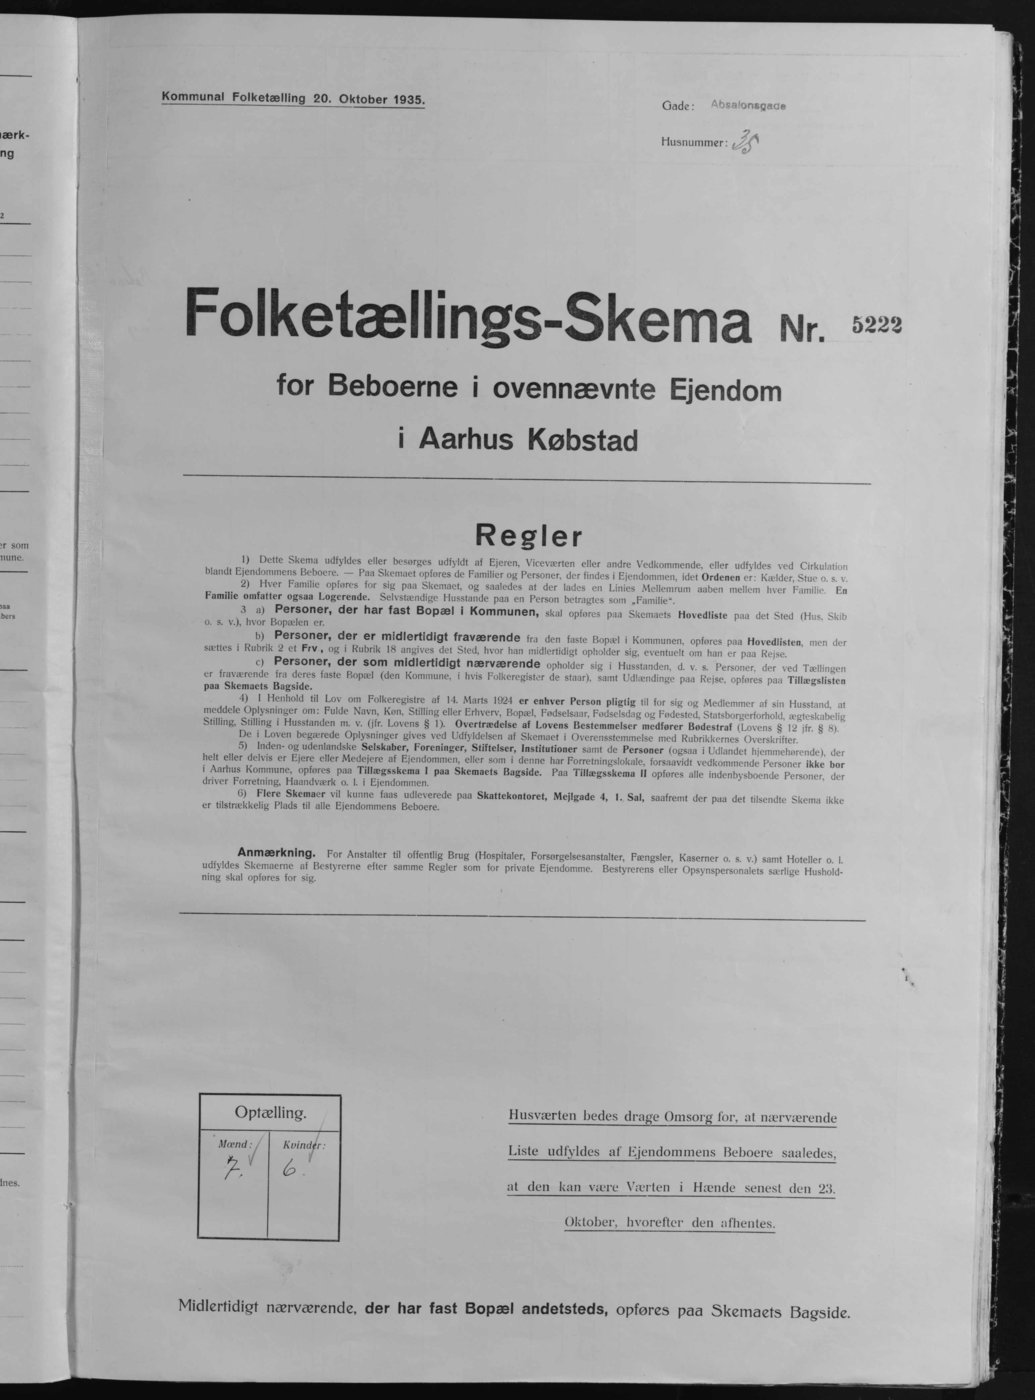 Kommunal Folketælling 20. Oktober 1935.
Gade: Absalonsgade
Husnummer: 35
Folketællings-Skema Nr. 5222
for Beboerne i ovennævnte Ejendom
i Aarhus Købstad
Regler
1) Dette Skema udfyldes eller besørges udfyldt af Ejeren, Viceværten eller andre Vedkommende, eller udfyldes ved Cirkulation
blandt Ejendommens Beboere. — Paa Skemaet opføres de Familier og Personer, der findes i Ejendommen, idet Ordenen er: Kælder, Stue o. s. v.
2) Hver Familie opføres for sig paa Skemaet, og saaledes at der lades en Linies Mellemrum aaben mellem hver Familie. En
Familie omfatter ogsaa Logerende. Selvstændige Husstande paa en Person betragtes som „Familie".
3 a) Personer, der har fast Bopæl i Kommunen, skal opføres paa Skemaets Hovedliste paa det Sted (Hus, Skib
o. s. v.), hvor Bopælen er.
b) Personer, der er midlertidigt fraværende fra den faste Bopæl i Kommunen, opføres paa Hovedlisten, men der
sættes i Rubrik 2 et Frv., og i Rubrik 18 angives det Sted, hvor han midlertidigt opholder sig, eventuelt om han er paa Rejse.
c) Personer, der som midlertidigt nærværende opholder sig i Husstanden, d. v. s. Personer, der ved Tællingen
er fraværende fra deres faste Bopæl (den Kommune, i hvis Folkeregister de staar), samt Udlændinge paa Rejse, opføres paa Tillægslisten
paa Skemaets Bagside.
4) I Henhold til Lov om Folkeregistre af 14. Marts 1924 er enhver Person pligtig til for sig og Medlemmer af sin Husstand, at
meddele Oplysninger om: Fulde Navn, Køn, Stilling eller Erhverv, Bopæl, Fødselsaar, Fødselsdag og Fødested, Statsborgerforhold, ægteskabelig
Stilling, Stilling i Husstanden m. v. (jfr. Lovens § 1). Overtrædelse af Lovens Bestemmelser medfører Bødestraf (Lovens § 12 jfr. § 8).
De i Loven begærede Oplysninger gives ved Udfyldelsen af Skemaet i Overensstemmelse med Rubrikkernes Overskrifter.
5) Inden- og udenlandske Selskaber, Foreninger, Stiftelser, Institutioner samt de Personer (ogsaa i Udlandet hjemmehørende), der
helt eller delvis er Ejere eller Medejere af Ejendommen, eller som i denne har Forretningslokale, forsaavidt vedkommende Personer ikke bor
i Aarhus Kommune, opføres paa Tillægsskema I paa Skemaets Bagside. Paa Tillægsskema II opføres alle indenbysboende Personer, der
driver Forretning, Haandværk o. l. i Ejendommen.
6) Flere Skemaer vil kunne faas udleverede paa Skattekontoret, Mejlgade 4, 1. Sal, saafremt der paa det tilsendte Skema ikke
er tilstrækkelig Plads til alle Ejendommens Beboere.
Anmærkning. For Anstalter til offentlig Brug (Hospitaler, Forsørgelsesanstalter, Fængsler, Kaserner o. s. v.) samt Hoteller o. l.
udfyldes Skemaerne af Bestyrerne efter samme Regler som for private Ejendomme. Bestyrerens eller Opsynspersonalets særlige Hushold-
ning skal opføres for sig.
Optælling.
Mænd: Kvinder:
7. 6.
Husværten bedes drage Omsorg for, at nærværende
Liste udfyldes af Ejendommens Beboere saaledes,
at den kan være Værten i Hænde senest den 23.
Oktober, hvorefter den afhentes.
Midlertidigt nærværende, der har fast Bopæl andetsteds, opføres paa Skemaets Bagside.